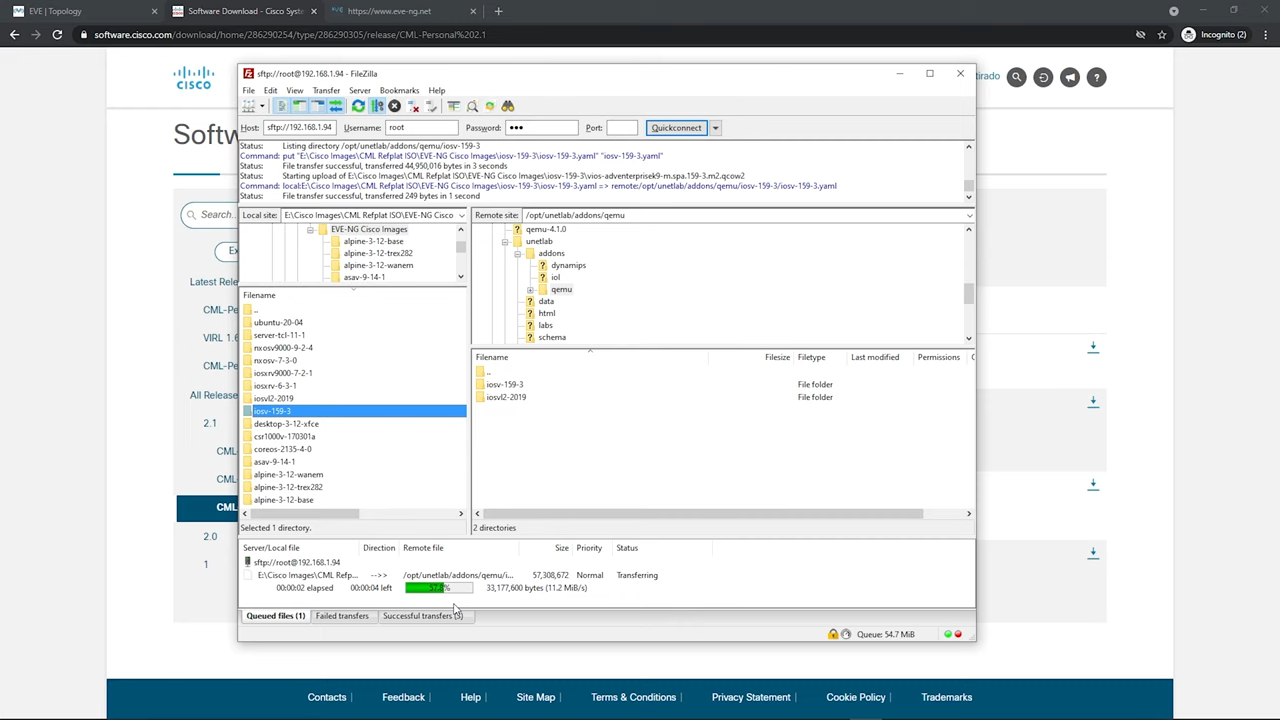 EVE | Topology
Software Download - Cisco Syste
https://www.eve-ng.net
software.cisco.com/download/home/286290254/type/286290305/release/CML-Personal%202.1
Incognito (2)
CISCO
tirado
Softw
Search...
Ex
Latest Relea
CML-Pe
VIRL 1.6
CML-Pe
All Release
2.1
CML
CML
CML
2.0
1
sftp://root@192.168.1.94 - FileZilla
File Edit View Transfer Server Bookmarks Help
Host: sftp://192.168.1.94 Username: root Password: ●●● Port: Quickconnect
Status: Listing directory /opt/unetlab/addons/qemu/iosv-159-3
Command: put "E:\Cisco Images\CML Refplat ISO\EVE-NG Cisco Images\iosv-159-3\iosv-159-3.yaml" "iosv-159-3.yaml"
Status: File transfer successful, transferred 44,950,016 bytes in 3 seconds
Status: Starting upload of E:\Cisco Images\CML Refplat ISO\EVE-NG Cisco Images\iosv-159-3\vios-adventerprisek9-m.spa.159-3.m2.qcow2
Command: local:E:\Cisco Images\CML Refplat ISO\EVE-NG Cisco Images\iosv-159-3\iosv-159-3.yaml => remote:/opt/unetlab/addons/qemu/iosv-159-3/iosv-159-3.yaml
Status: File transfer successful, transferred 249 bytes in 1 second
Local site: E:\Cisco Images\CML Refplat ISO\EVE-NG Cisco
EVE-NG Cisco Images
alpine-3-12-base
alpine-3-12-trex282
alpine-3-12-wanem
asav-9-14-1
Filename
..
ubuntu-20-04
server-tcl-11-1
nxosv9000-9-2-4
nxosv-7-3-0
iosxrv9000-7-2-1
iosxrv-6-3-1
iosvl2-2019
iosv-159-3
desktop-3-12-xfce
csr1000v-170301a
coreos-2135-4-0
asav-9-14-1
alpine-3-12-wanem
alpine-3-12-trex282
alpine-3-12-base
Selected 1 directory.
Remote site: /opt/unetlab/addons/qemu
qemu-4.1.0
unetlab
addons
dynamips
iol
qemu
data
html
labs
schema
Filename Filesize Filetype Last modified Permissions
..
iosv-159-3 File folder
iosvl2-2019 File folder
2 directories
Server/Local file Direction Remote file Size Priority Status
sftp://root@192.168.1.94
E:\Cisco Images\CML Refp... -->> /opt/unetlab/addons/qemu/i... 57,308,672 Normal Transferring
00:00:02 elapsed 00:00:04 left 33,177,600 bytes (11.2 MiB/s)
Queued files (1) Failed transfers Successful transfers (3)
Queue: 54.7 MiB
Contacts | Feedback | Help | Site Map | Terms & Conditions | Privacy Statement | Cookie Policy | Trademarks